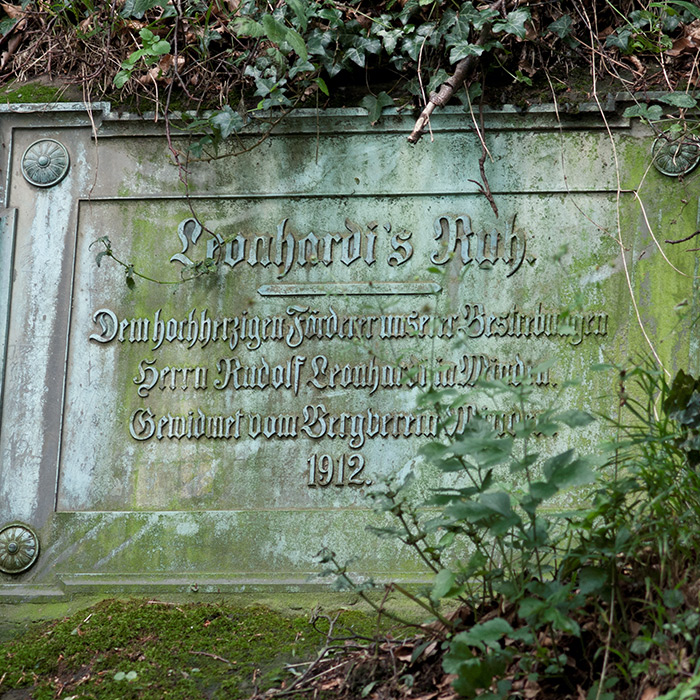 Leonhardi's Ruh.
Dem hochherzigen Förderer unserer Bestrebungen
Herrn Rudolf Leonhardi in Minden.
Gewidmet vom Bergverein Minden.
1912.